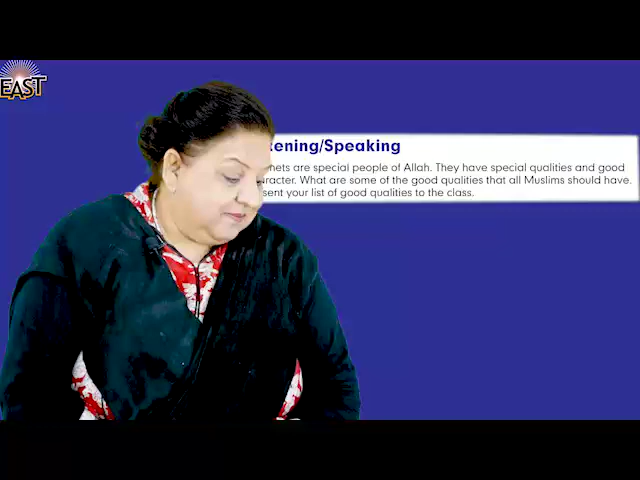 EAST
tening/Speaking
hets are special people of Allah. They have special qualities and good
aracter. What are some of the good qualities that all Muslims should have.
sent your list of good qualities to the class.